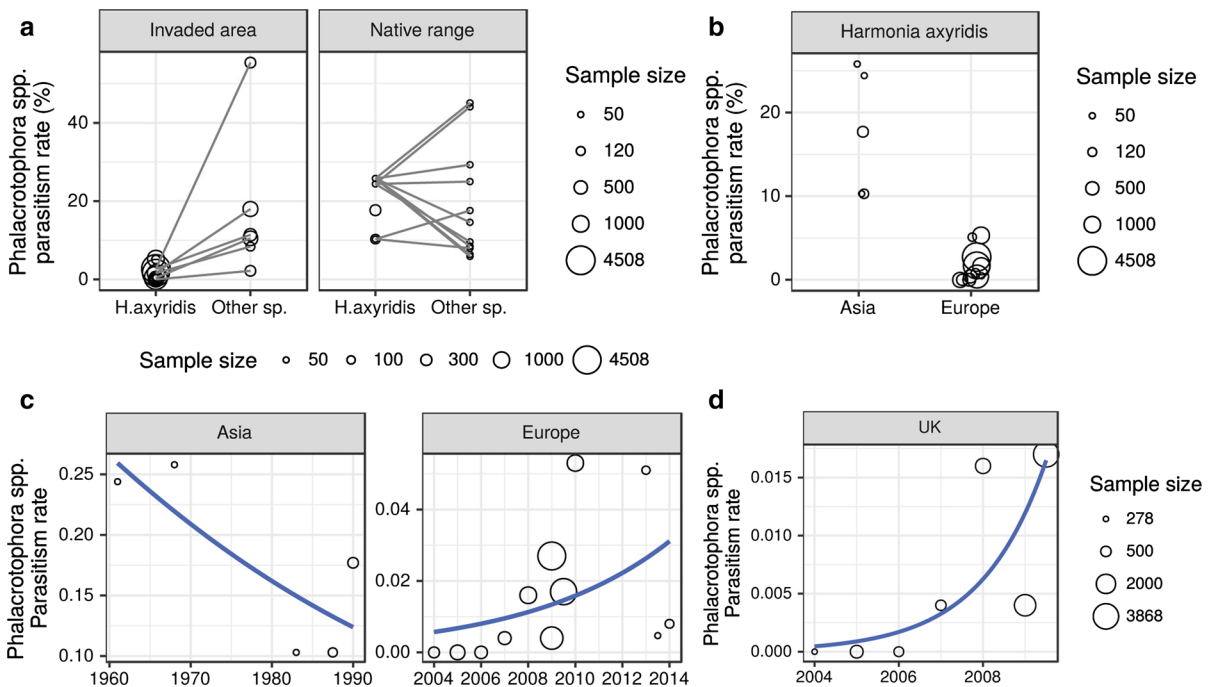 a
Invaded area
Native range
Phalacrotophora spp.
parasitism rate (%)
40
20
0
H.axyridis
Other sp.
H.axyridis
Other sp.
Sample size
50
120
500
1000
4508
b
Harmonia axyridis
Phalacrotophora spp.
parasitism rate (%)
20
10
0
Asia
Europe
Sample size
50
120
500
1000
4508
Sample size
50
100
300
1000
4508
c
Asia
Phalacrotophora spp.
Parasitism rate
0.25
0.20
0.15
0.10
1960
1970
1980
1990
Europe
0.04
0.02
0.00
2004
2006
2008
2010
2012
2014
d
UK
Phalacrotophora spp.
Parasitism rate
0.015
0.010
0.005
0.000
2004
2006
2008
Sample size
278
500
2000
3868